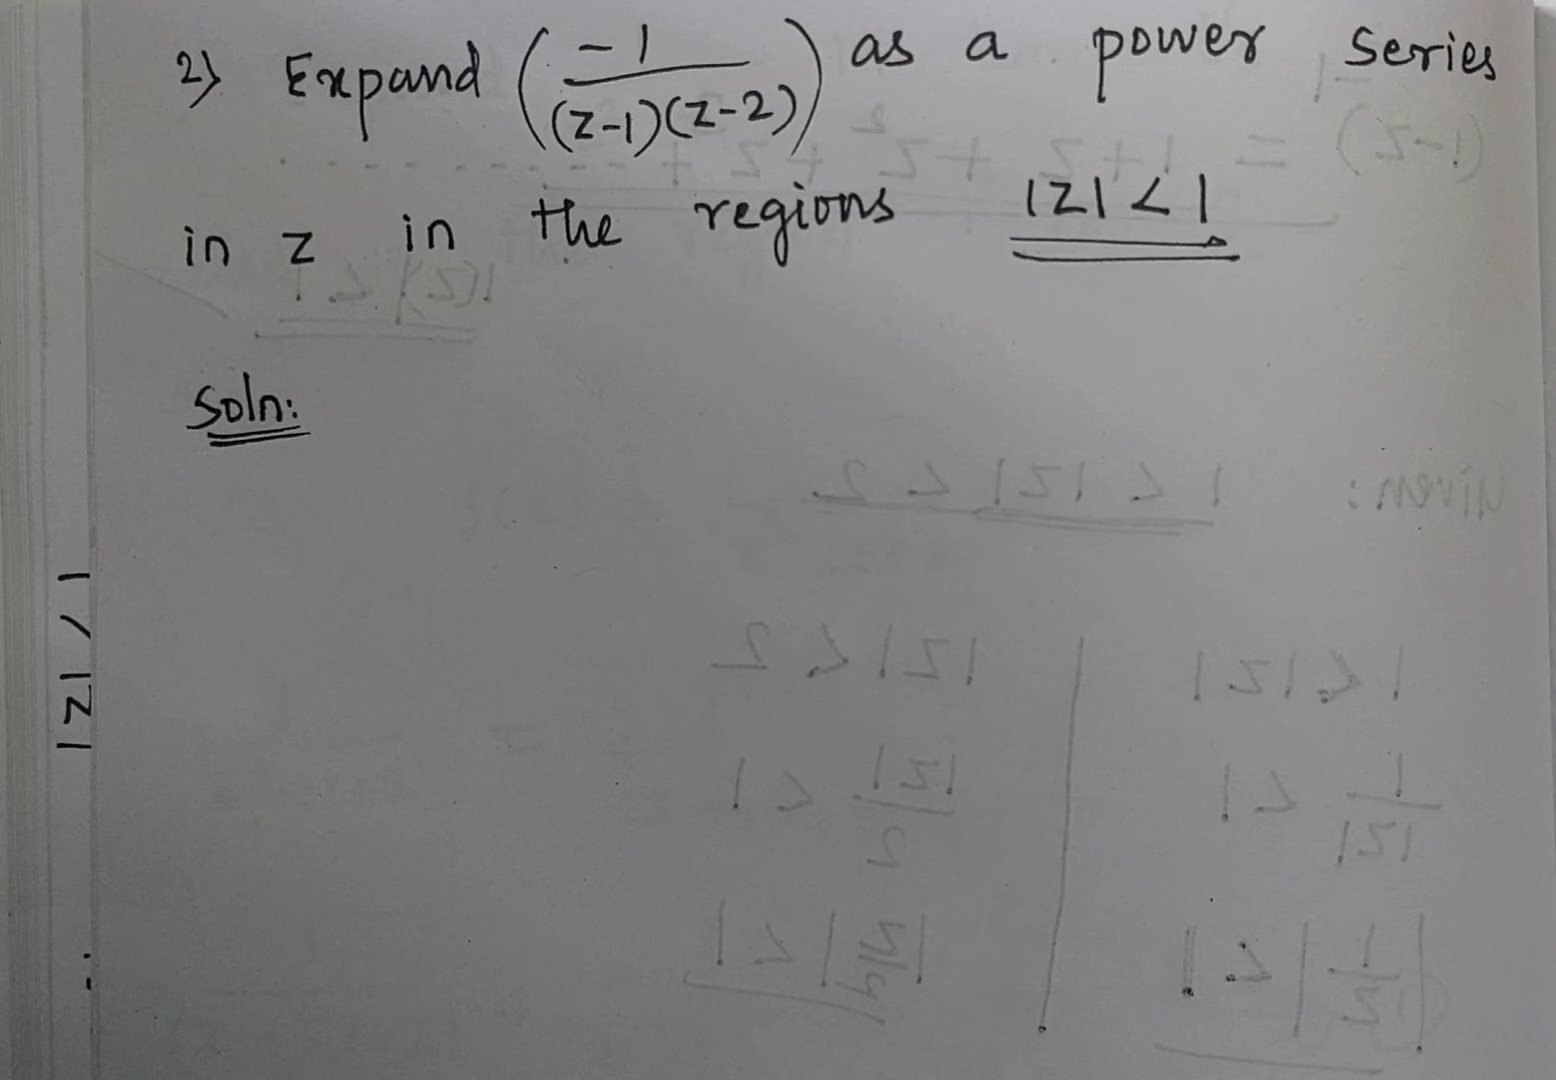 2) Expand (-1/((z-1)(z-2))) as a power series
in z in the regions |z| < 1
Soln: